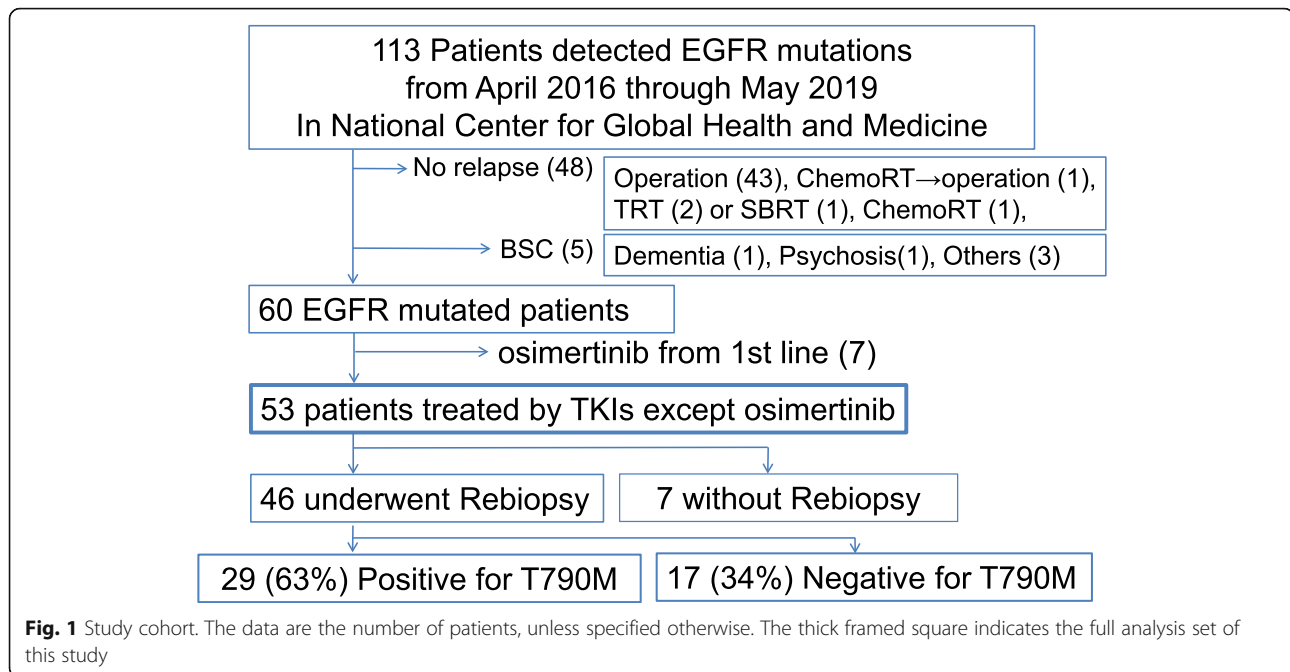 113 Patients detected EGFR mutations
from April 2016 through May 2019
In National Center for Global Health and Medicine
No relapse (48)
Operation (43), ChemoRT→operation (1),
TRT (2) or SBRT (1), ChemoRT (1),
BSC (5)
Dementia (1), Psychosis(1), Others (3)
60 EGFR mutated patients
osimertinib from 1st line (7)
53 patients treated by TKIs except osimertinib
46 underwent Rebiopsy
7 without Rebiopsy
29 (63%) Positive for T790M
17 (34%) Negative for T790M
Fig. 1 Study cohort. The data are the number of patients, unless specified otherwise. The thick framed square indicates the full analysis set of
this study